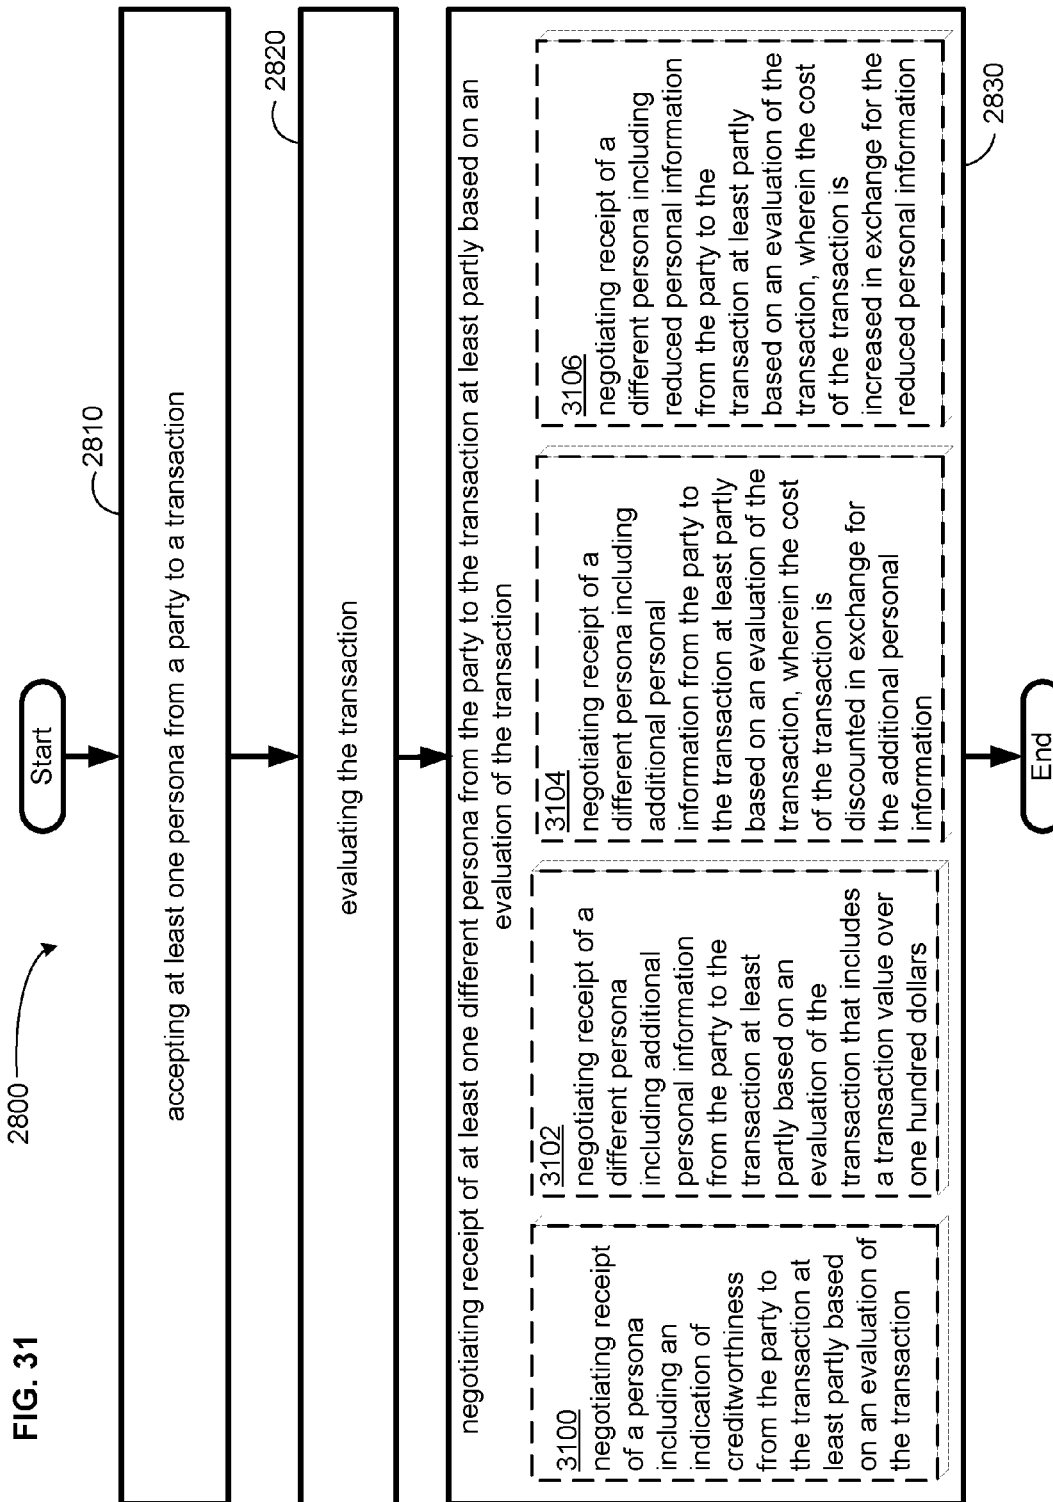 FIG. 31
2800
Start
2810
accepting at least one persona from a party to a transaction
2820
evaluating the transaction
negotiating receipt of at least one different persona from the party to the transaction at least partly based on an
evaluation of the transaction
3100
negotiating receipt
of a persona
including an
indication of
creditworthiness
from the party to
the transaction at
least partly based
on an evaluation of
the transaction
3102
negotiating receipt of a
different persona
including additional
personal information
from the party to the
transaction at least
partly based on an
evaluation of the
transaction that includes
a transaction value over
one hundred dollars
3104
negotiating receipt of a
different persona including
additional personal
information from the party to
the transaction at least partly
based on an evaluation of the
transaction, wherein the cost
of the transaction is
discounted in exchange for
the additional personal
information
3106
negotiating receipt of a
different persona including
reduced personal information
from the party to the
transaction at least partly
based on an evaluation of the
transaction, wherein the cost
of the transaction is
increased in exchange for the
reduced personal information
2830
End